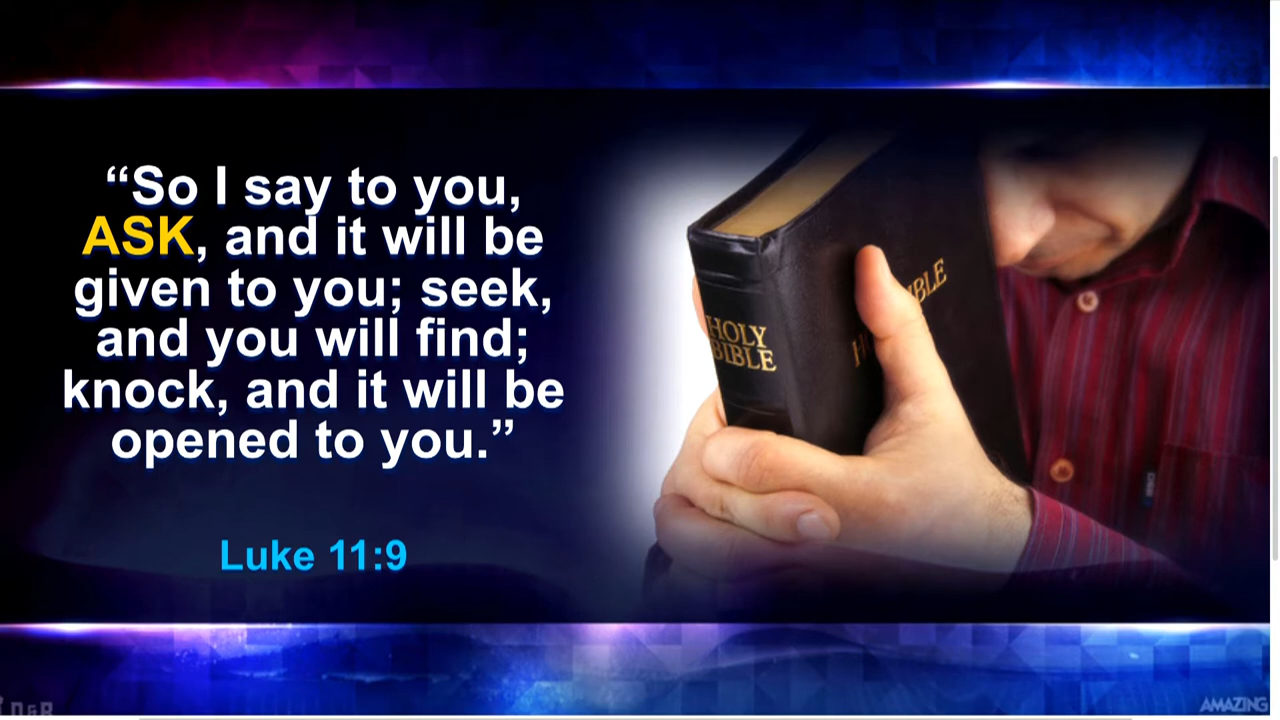 “So I say to you,
ASK, and it will be
given to you; seek,
and you will find;
knock, and it will be
opened to you.”
Luke 11:9
HOLY
BIBLE
AMAZING